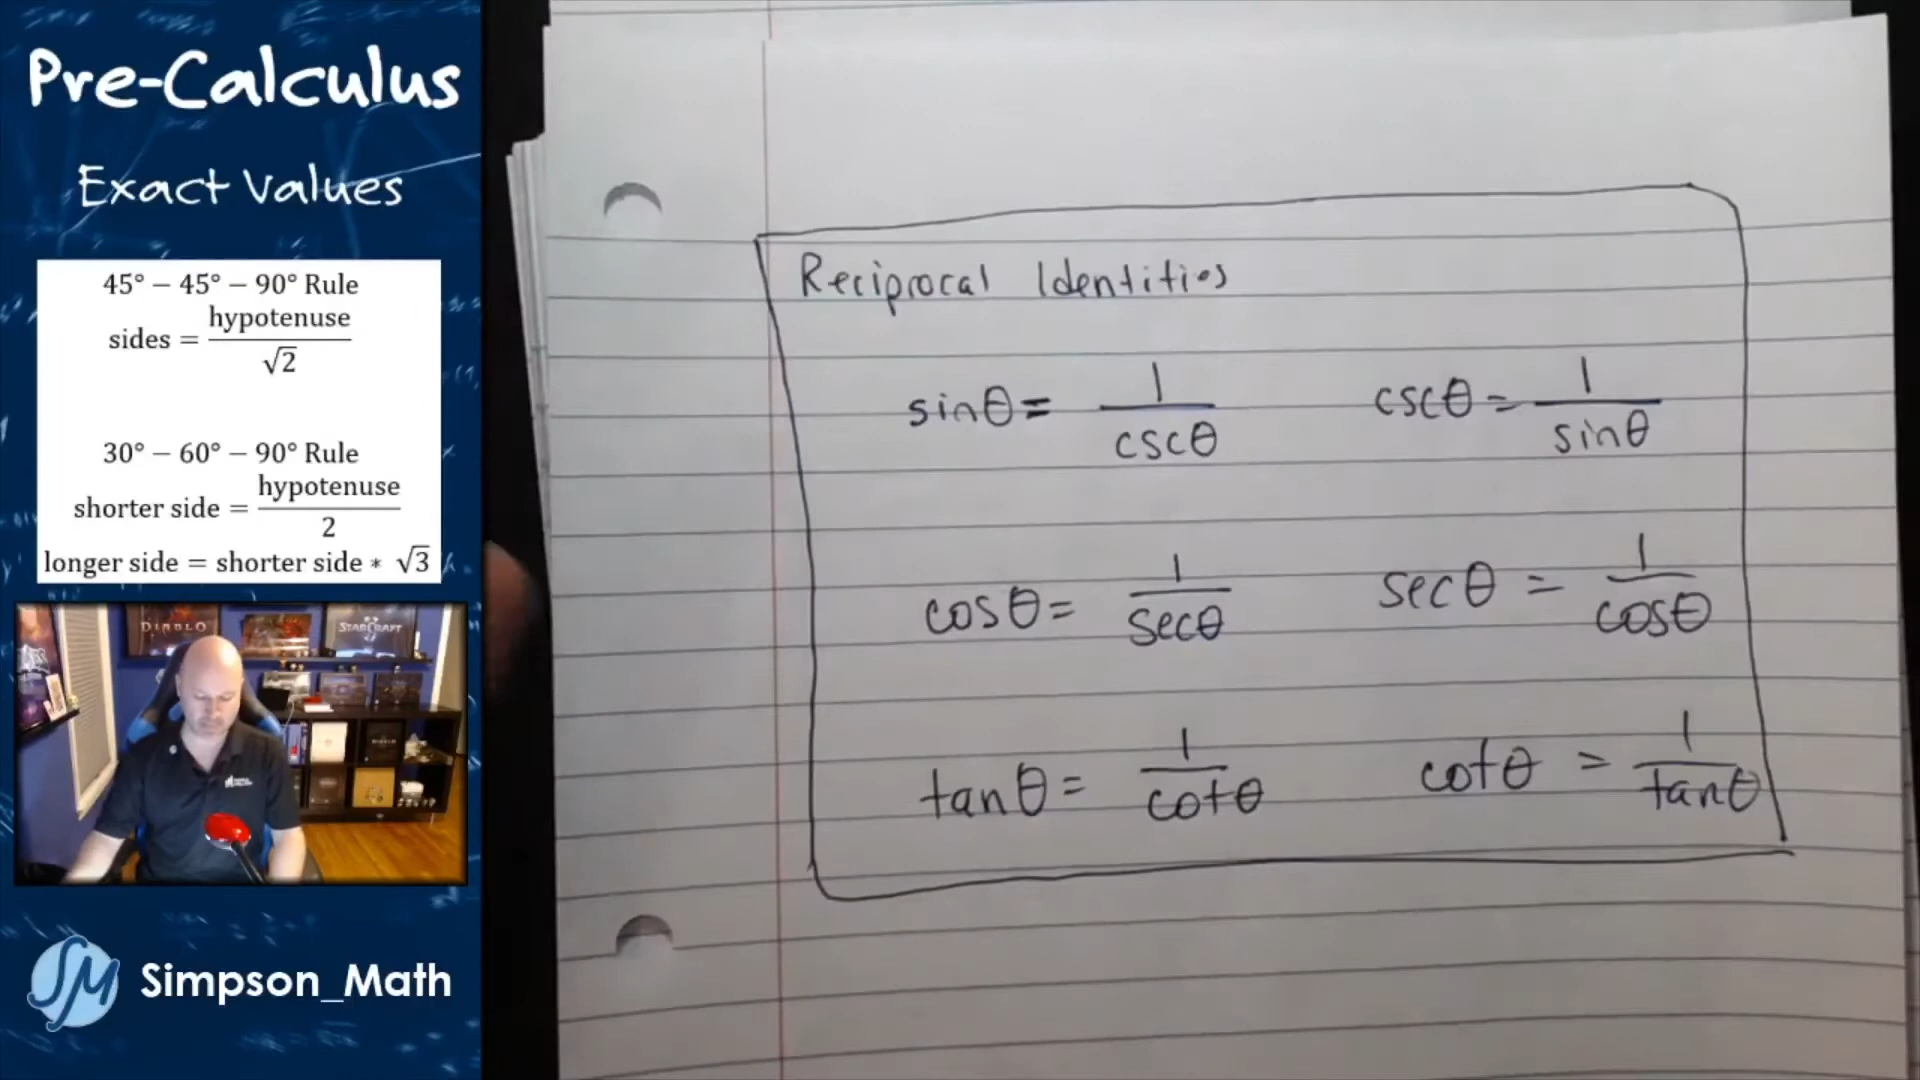 Pre-Calculus
Exact Values
45° – 45° – 90° Rule
sides = hypotenuse / √2
30° – 60° – 90° Rule
shorter side = hypotenuse / 2
longer side = shorter side * √3
DIABLO
STARCRAFT
Simpson_Math
Reciprocal Identities
sinθ = 1 / cscθ cscθ = 1 / sinθ
cosθ = 1 / secθ secθ = 1 / cosθ
tanθ = 1 / cotθ cotθ = 1 / tanθ